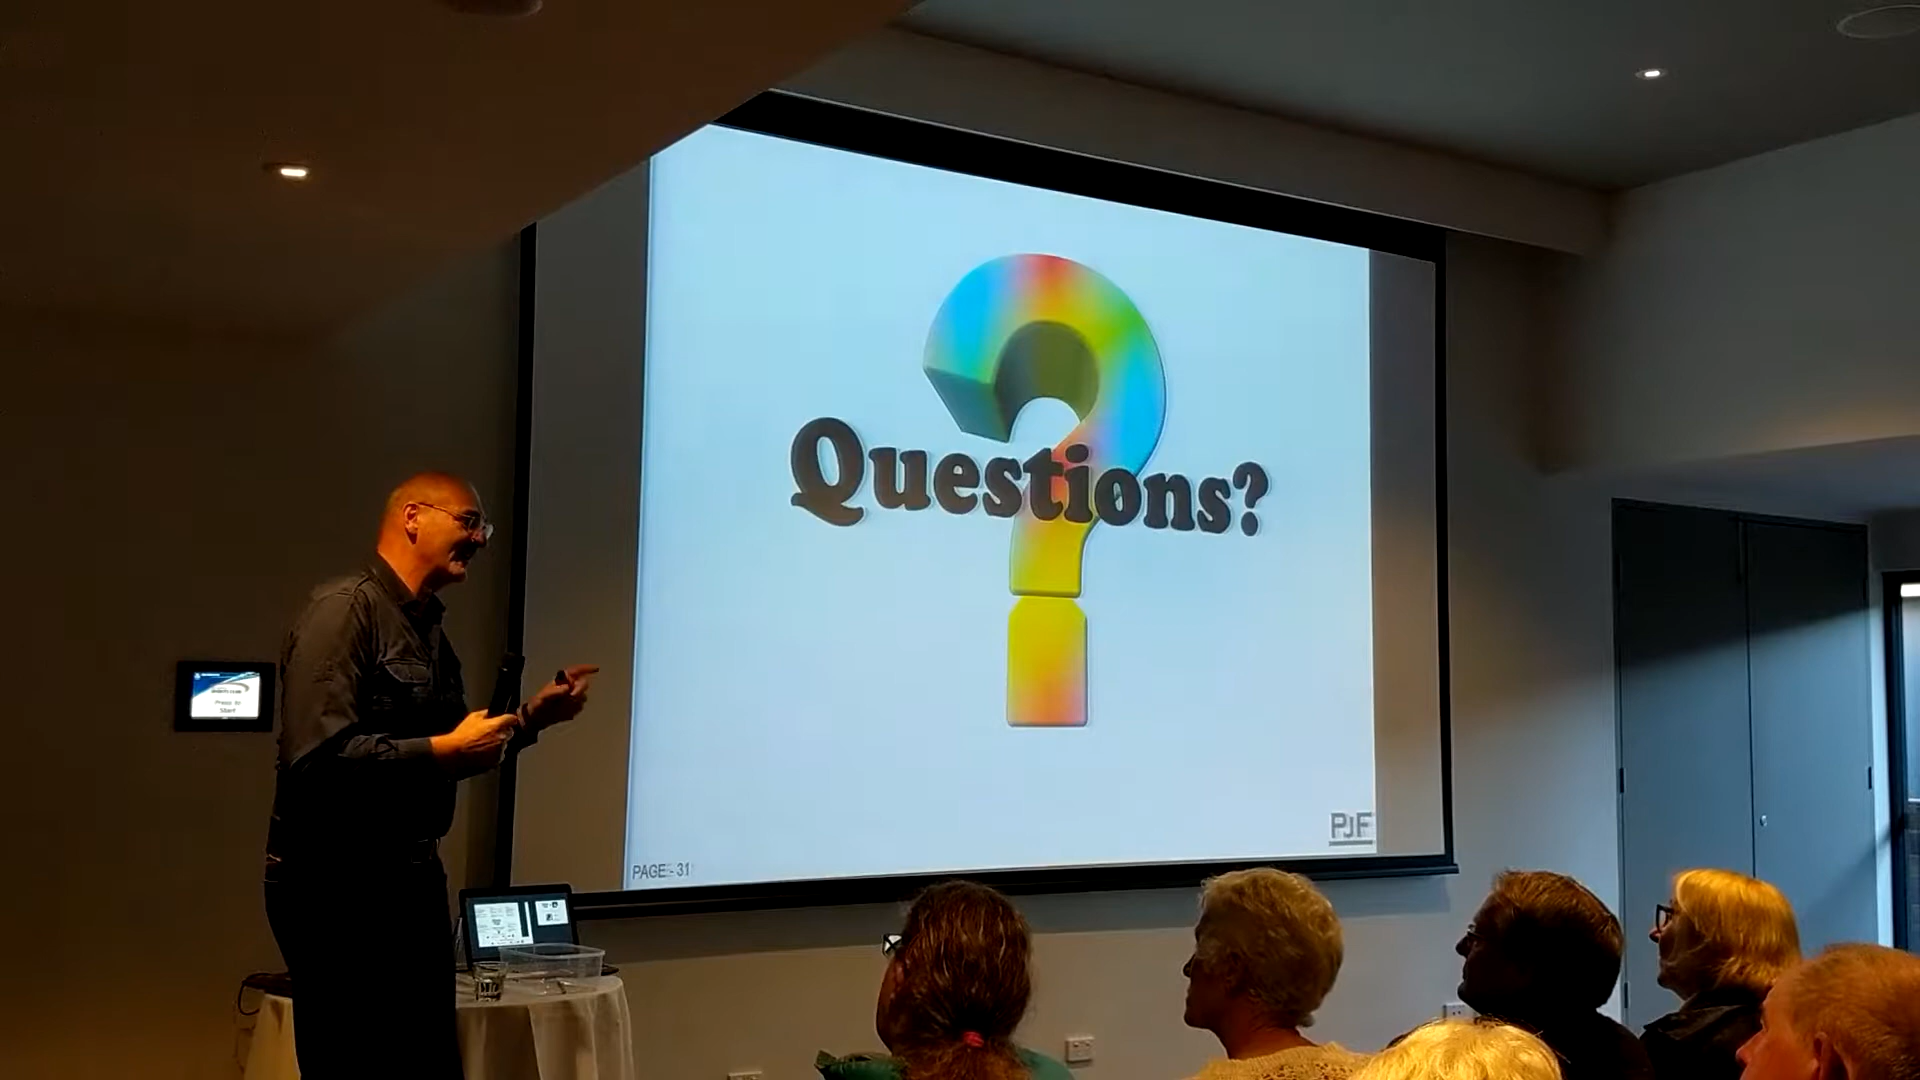 Questions?
PJF
PAGE - 31
Press to
Start